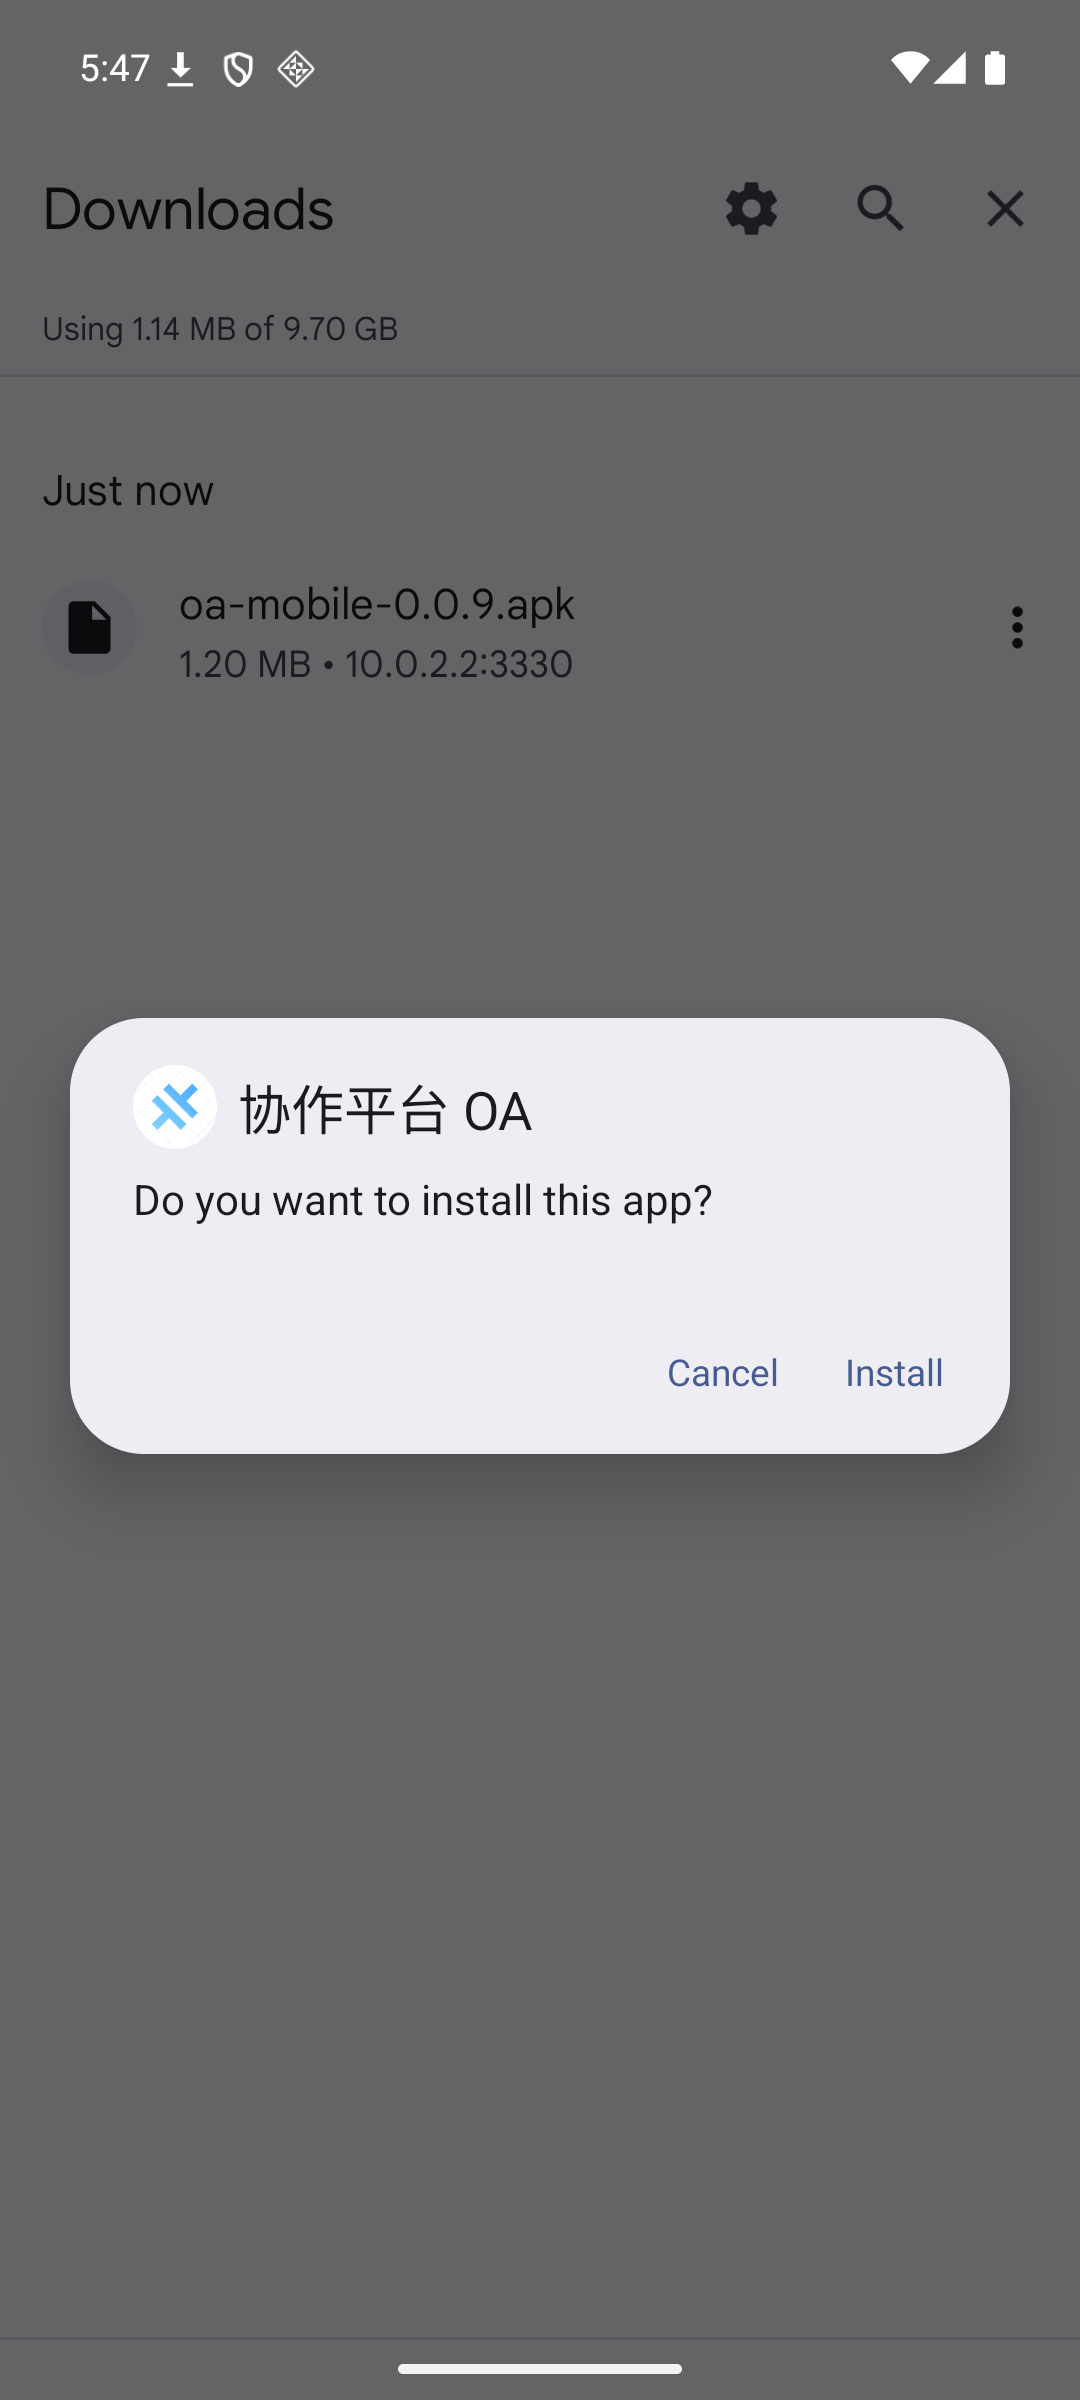 5:47
Downloads
Using 1.14 MB of 9.70 GB
Just now
oa-mobile-0.0.9.apk
1.20 MB • 10.0.2.2:3330
协作平台 OA
Do you want to install this app?
Cancel Install